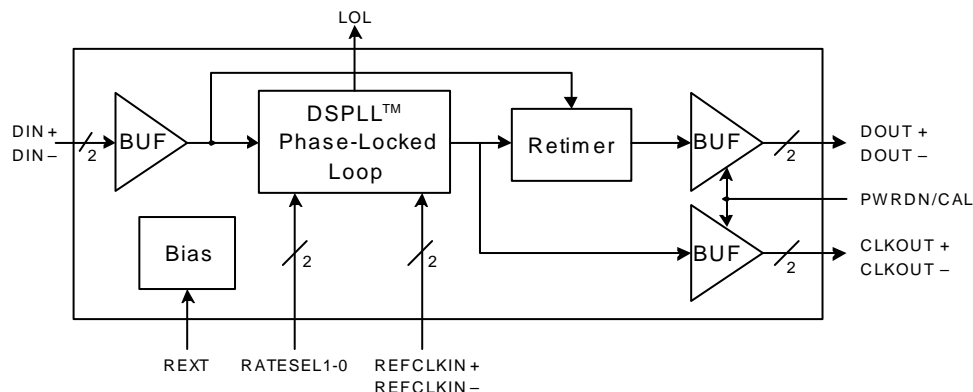 LOL
DSPLL™
Phase-Locked
Loop
BUF
DIN +
DIN –
2
Retimer
BUF
2
DOUT +
DOUT –
PWRDN/CAL
Bias
2
2
BUF
2
CLKOUT +
CLKOUT –
REXT
RATESEL1-0
REFCLKIN +
REFCLKIN –